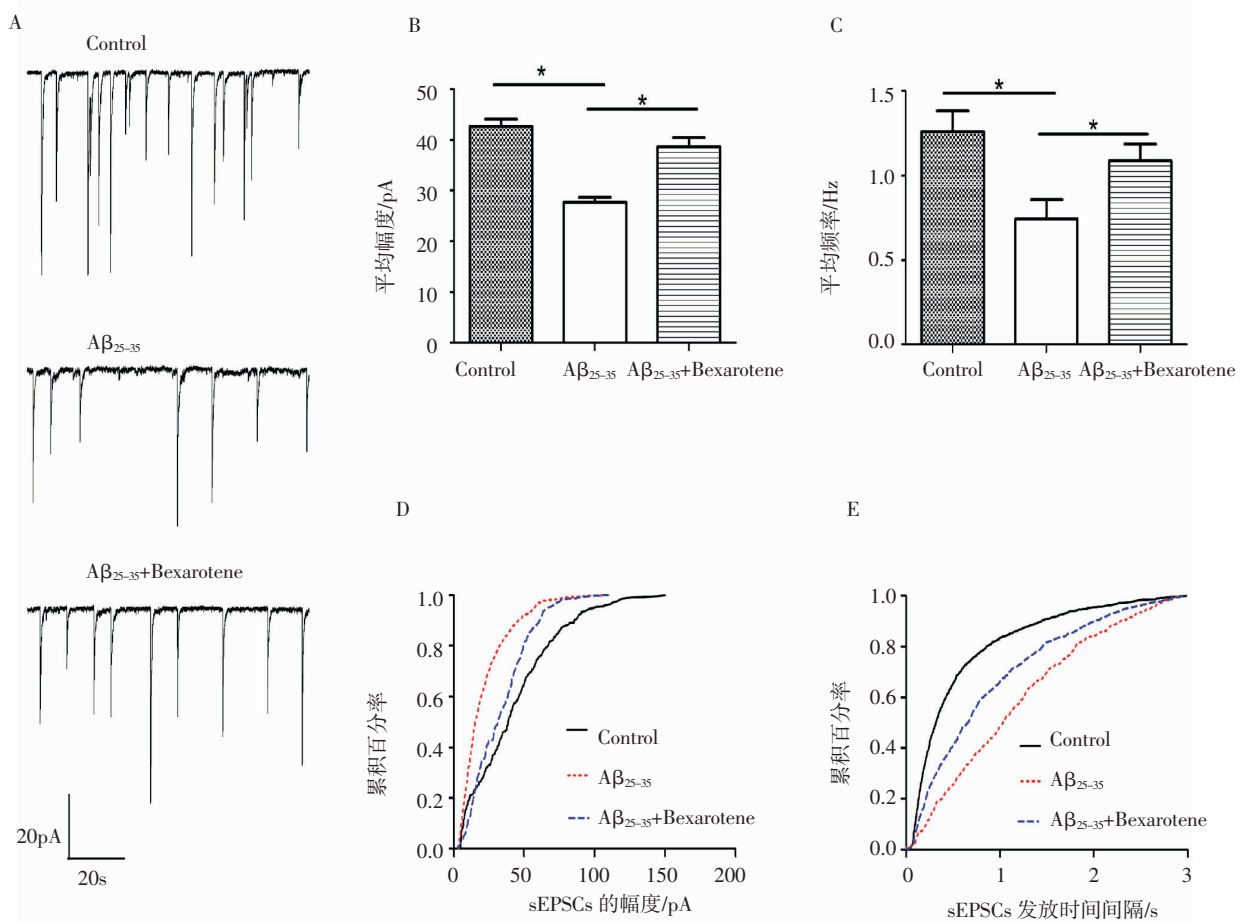 A
Control
Aβ25-35
Aβ25-35+Bexarotene
20pA
20s
B
*
*
50
40
30
20
10
0
平均幅度/pA
Control
Aβ25-35
Aβ25-35+Bexarotene
C
*
*
1.5
1.0
0.5
0.0
平均频率/Hz
Control
Aβ25-35
Aβ25-35+Bexarotene
D
1.0
0.8
0.6
0.4
0.2
0.0
累积百分率
Control
Aβ25-35
Aβ25-35+Bexarotene
0 50 100 150 200
sEPSCs 的幅度/pA
E
1.0
0.8
0.6
0.4
0.2
0.0
累积百分率
Control
Aβ25-35
Aβ25-35+Bexarotene
0 1 2 3
sEPSCs 发放时间间隔/s